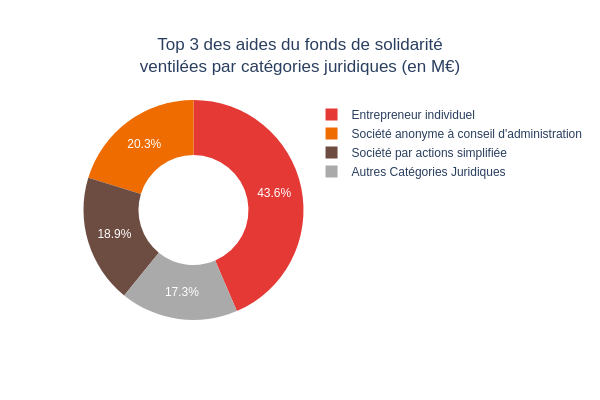 Top 3 des aides du fonds de solidarité
ventilées par catégories juridiques (en M€)
Entrepreneur individuel
Société anonyme à conseil d'administration
Société par actions simplifiée
Autres Catégories Juridiques
20.3%
43.6%
18.9%
17.3%